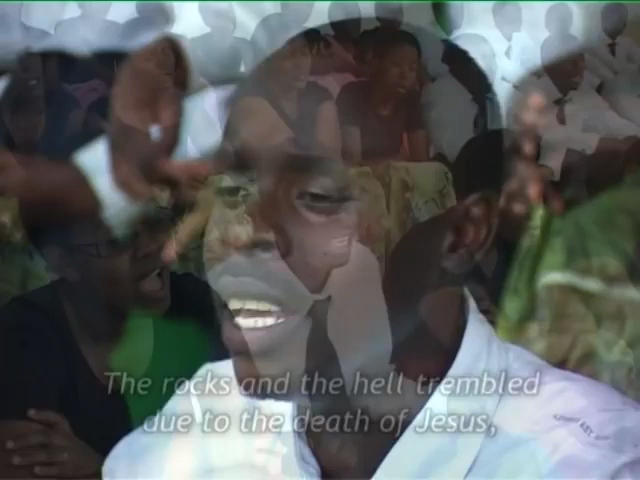 The rocks and the hell trembled
due to the death of Jesus,